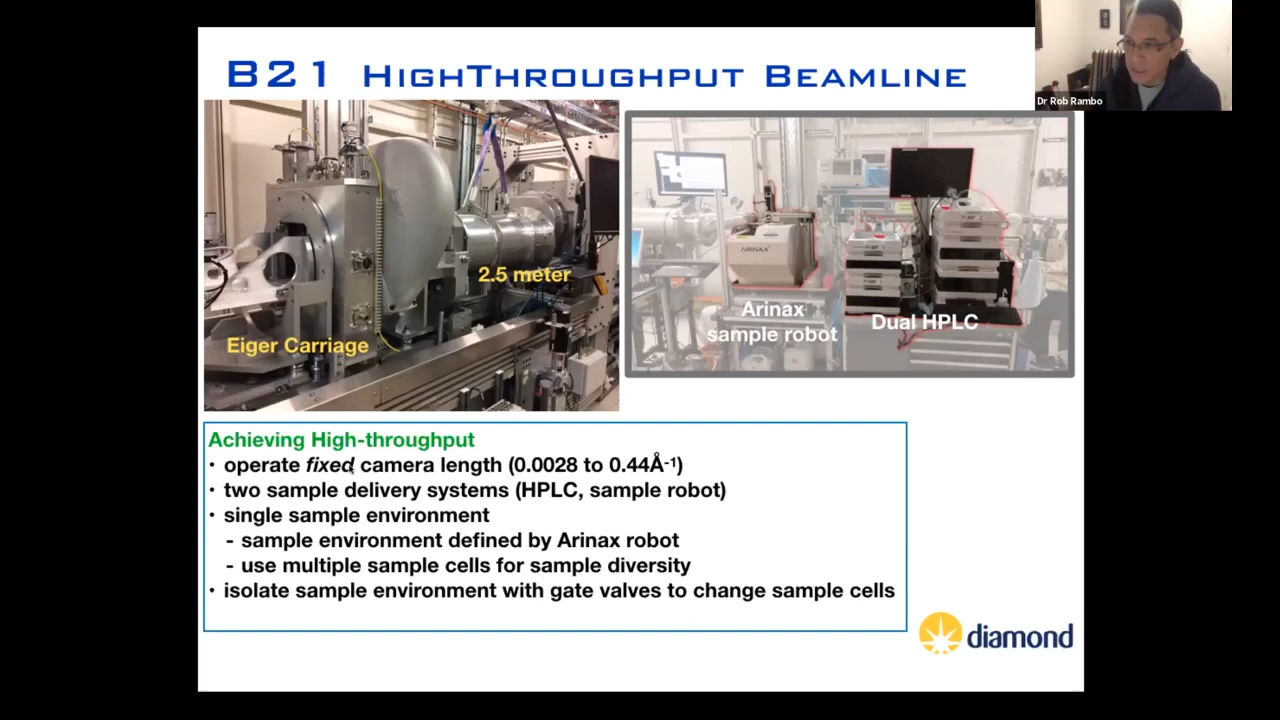 Dr Rob Rambo
B21 HIGHTHROUGHPUT BEAMLINE
2.5 meter
Eiger Carriage
ARINAX
PUMP
PUMP
Arinax
sample robot
Dual HPLC
Achieving High-throughput
• operate fixed camera length (0.0028 to 0.44Å-1)
• two sample delivery systems (HPLC, sample robot)
• single sample environment
- sample environment defined by Arinax robot
- use multiple sample cells for sample diversity
• isolate sample environment with gate valves to change sample cells
diamond